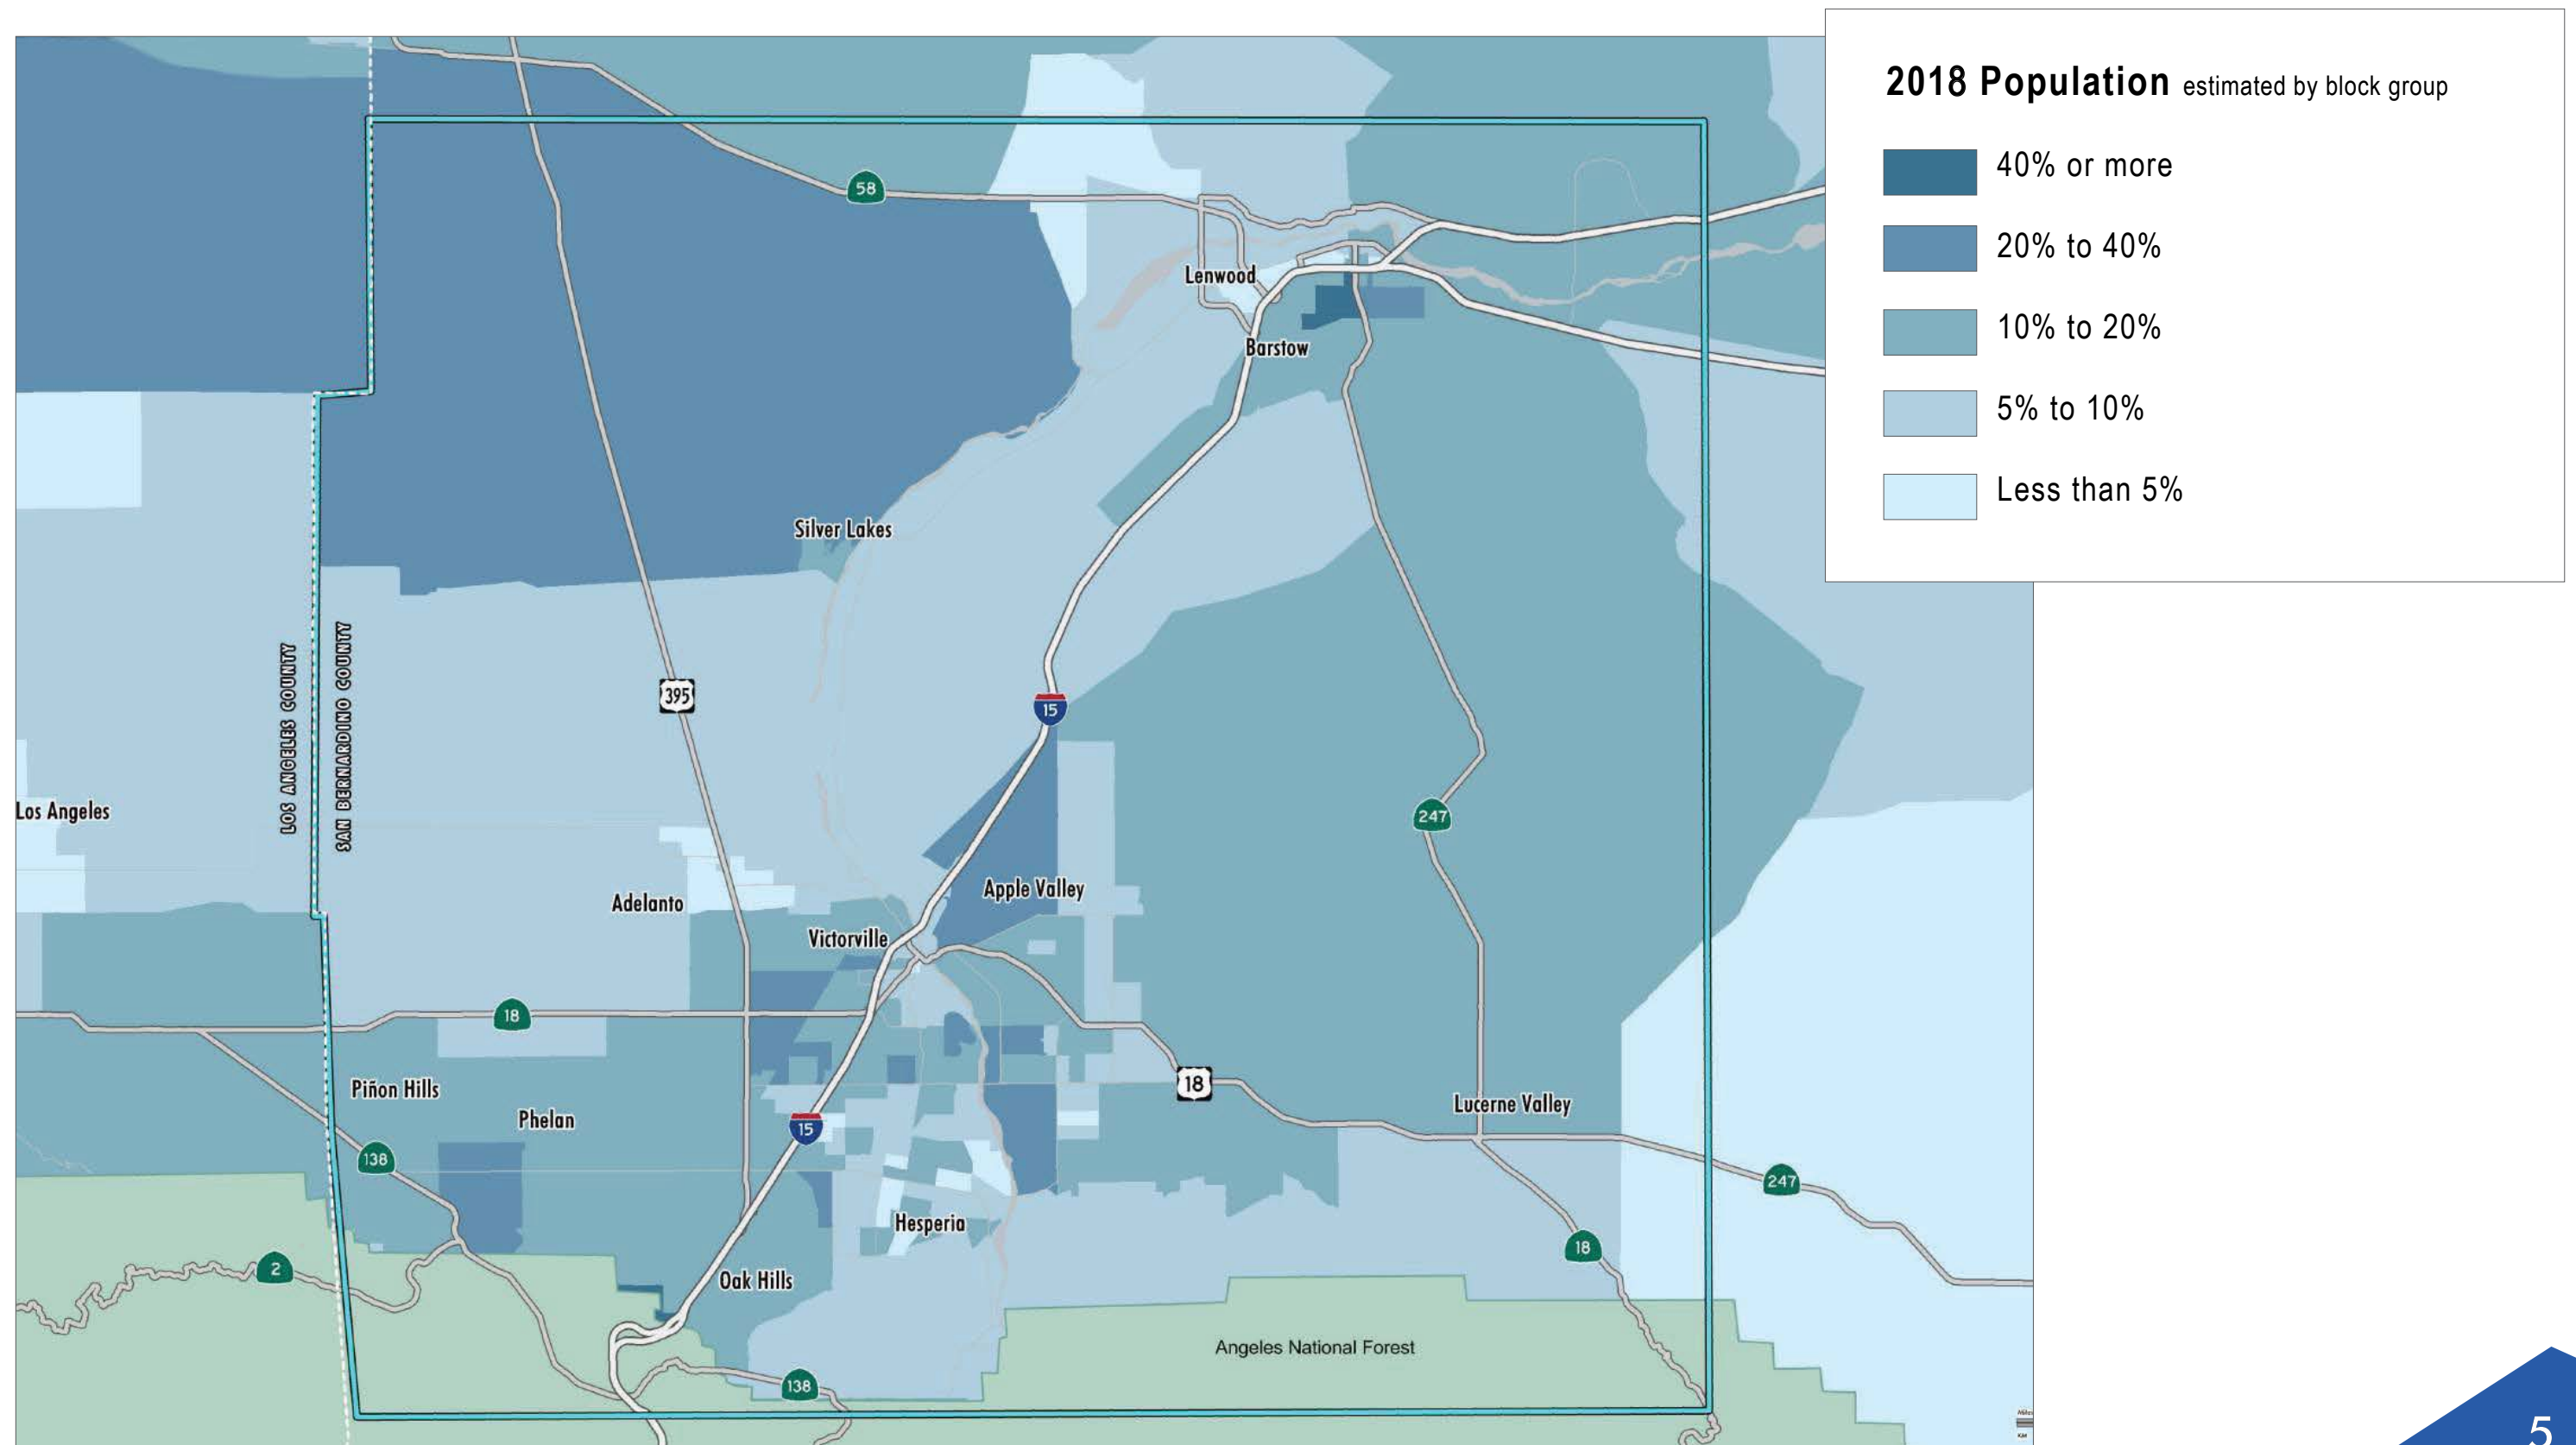 2018 Population estimated by block group
40% or more
20% to 40%
10% to 20%
5% to 10%
Less than 5%
58
Lenwood
Barstow
Silver Lakes
LOS ANGELES COUNTY
SAN BERNARDINO COUNTY
395
15
247
Los Angeles
Adelanto
Apple Valley
Victorville
18
Piñon Hills
Phelan
18
Lucerne Valley
15
138
247
Hesperia
18
2
Oak Hills
Angeles National Forest
138
5